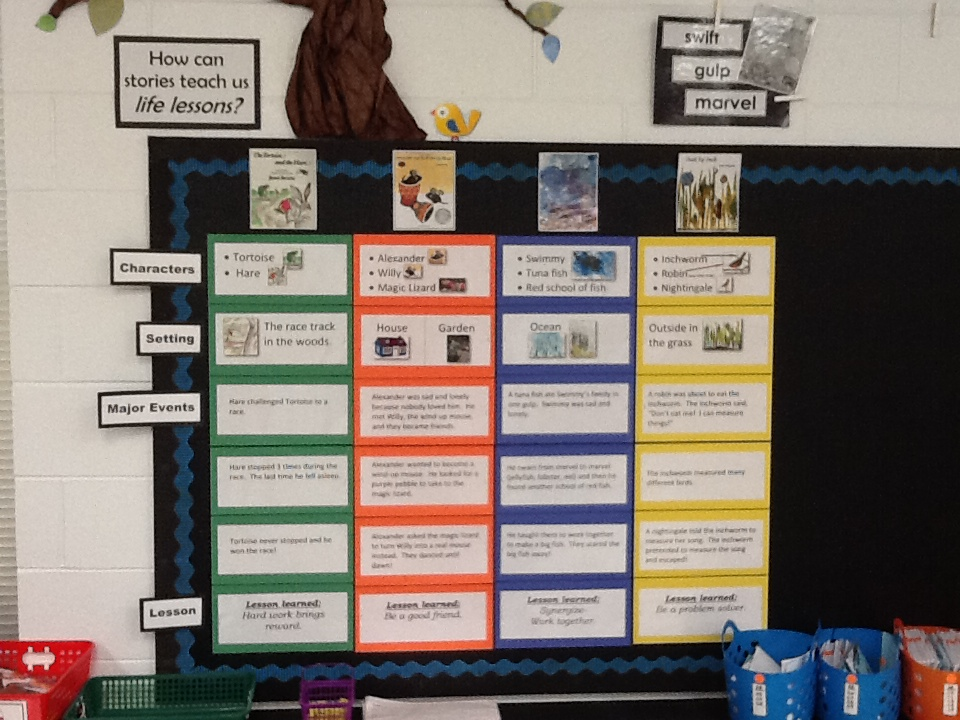 How can
stories teach us
life lessons?
swift
gulp
marvel
The Tortoise
and the Hare
Characters
• Tortoise
• Hare
• Alexander
• Willy
• Magic Lizard
• Swimmy
• Tuna fish
• Red school of fish
• Inchworm
• Robin
• Nightingale
Setting
The race track
in the woods.
House
Garden
Ocean
Outside in
the grass
Major Events
Hare challenged Tortoise to a
race.
Alexander was sad and lonely
because nobody loved him. He
met Willy, the wind up mouse,
and they became friends.
A tuna fish ate Swimmy's family in
one gulp. Swimmy was sad and
lonely.
A robin was about to eat the
inchworm. The inchworm said,
"Don't eat me! I can measure
things!"
Hare stopped 3 times during the
race. The last time he fell asleep.
Alexander wanted to become a
wind-up mouse. He looked for a
purple pebble to take to the
magic lizard.
He swam from marvel to marvel
(jellyfish, lobster, eel) and then he
found another school of red fish.
The inchworm measured many
different birds.
Tortoise never stopped and he
won the race!
Alexander asked the magic lizard
to turn Willy into a real mouse
instead. They danced until
dawn!
He taught them to work together
to make a big fish. They scared the
big fish away!
A nightingale told the inchworm to
measure her song. The inchworm
pretended to measure the song
and escaped!
Lesson
Lesson learned:
Hard work brings
reward.
Lesson learned:
Be a good friend.
Lesson learned:
Synergize-
Work together.
Lesson learned:
Be a problem solver.